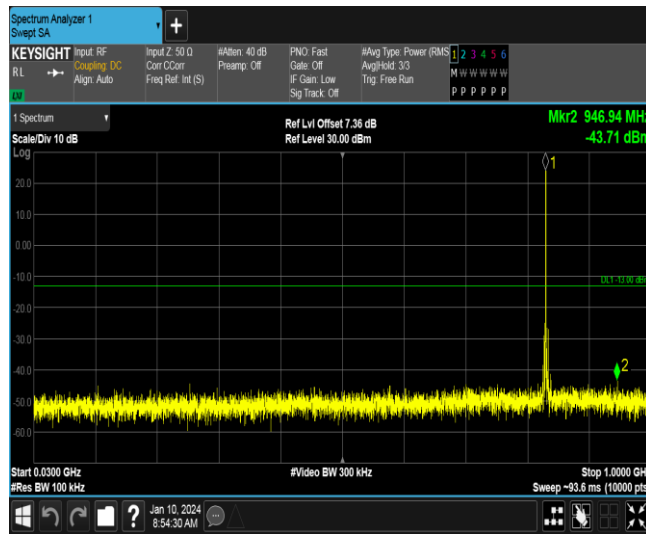 Spectrum Analyzer 1
Swept SA
+
KEYSIGHT
RL
Input: RF
Coupling: DC
Align: Auto
Input Z: 50 Ω
Corr CCorr
Freq Ref: Int (S)
#Atten: 40 dB
Preamp: Off
PNO: Fast
Gate: Off
IF Gain: Low
Sig Track: Off
#Avg Type: Power (RMS
Avg|Hold: 3/3
Trig: Free Run
1 2 3 4 5 6
M W W W W W
P P P P P P
1 Spectrum
Scale/Div 10 dB
Log
Ref Lvl Offset 7.36 dB
Ref Level 30.00 dBm
Mkr2 946.94 MHz
-43.71 dBm
1
20.0
10.0
0.00
-10.0
DL1 -13.00 dBm
-20.0
-30.0
-40.0
2
-50.0
-60.0
Start 0.0300 GHz
#Res BW 100 kHz
#Video BW 300 kHz
Stop 1.0000 GH
Sweep ~93.6 ms (10000 pts
?
Jan 10, 2024
8:54:30 AM